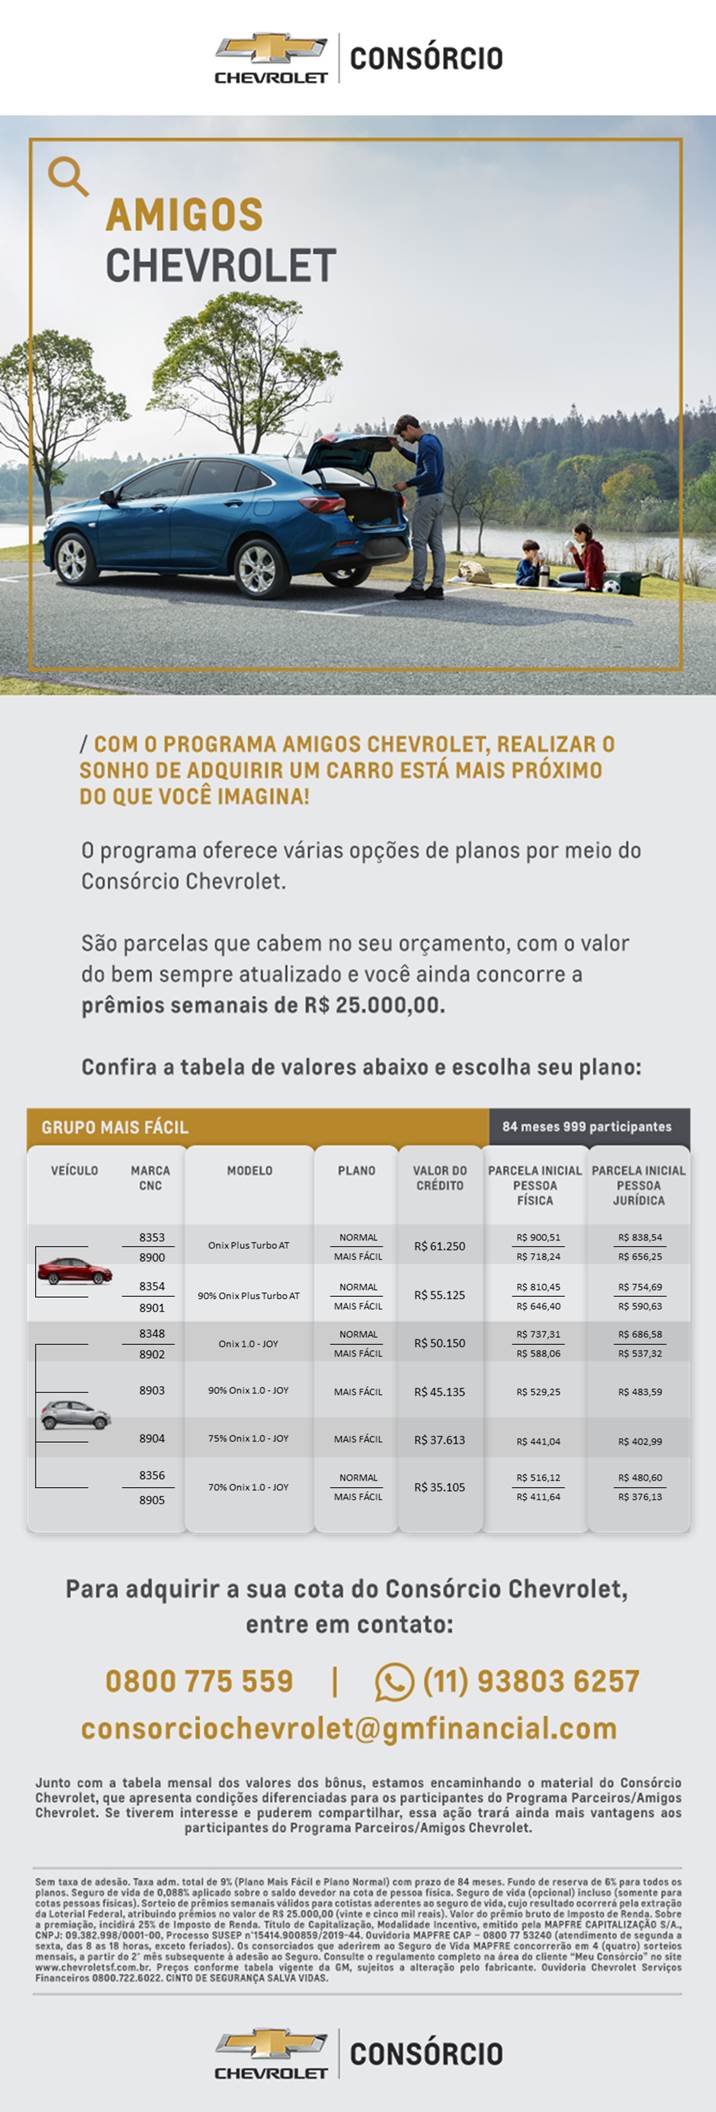 CHEVROLET CONSÓRCIO
AMIGOS
CHEVROLET
/ COM O PROGRAMA AMIGOS CHEVROLET, REALIZAR O
SONHO DE ADQUIRIR UM CARRO ESTÁ MAIS PRÓXIMO
DO QUE VOCÊ IMAGINA!
O programa oferece várias opções de planos por meio do
Consórcio Chevrolet.
São parcelas que cabem no seu orçamento, com o valor
do bem sempre atualizado e você ainda concorre a
prêmios semanais de R$ 25.000,00.
Confira a tabela de valores abaixo e escolha seu plano:
GRUPO MAIS FÁCIL 84 meses 999 participantes
VEÍCULO MARCA MODELO PLANO VALOR DO PARCELA INICIAL PARCELA INICIAL
CNC CRÉDITO PESSOA PESSOA
FÍSICA JURÍDICA
8353 NORMAL R$ 900,51 R$ 838,54
Onix Plus Turbo AT R$ 61.250
8900 MAIS FÁCIL R$ 718,24 R$ 656,25
8354 NORMAL R$ 810,45 R$ 754,69
90% Onix Plus Turbo AT R$ 55.125
8901 MAIS FÁCIL R$ 646,40 R$ 590,63
8348 NORMAL R$ 737,31 R$ 686,58
Onix 1.0 - JOY R$ 50.150
8902 MAIS FÁCIL R$ 588,06 R$ 537,32
8903 90% Onix 1.0 - JOY MAIS FÁCIL R$ 45.135 R$ 529,25 R$ 483,59
8904 75% Onix 1.0 - JOY MAIS FÁCIL R$ 37.613 R$ 441,04 R$ 402,99
8356 NORMAL R$ 516,12 R$ 480,60
70% Onix 1.0 - JOY R$ 35.105
8905 MAIS FÁCIL R$ 411,64 R$ 376,13
Para adquirir a sua cota do Consórcio Chevrolet,
entre em contato:
0800 775 559 | (11) 93803 6257
consorciochevrolet@gmfinancial.com
Junto com a tabela mensal dos valores dos bônus, estamos encaminhando o material do Consórcio
Chevrolet, que apresenta condições diferenciadas para os participantes do Programa Parceiros/Amigos
Chevrolet. Se tiverem interesse e puderem compartilhar, essa ação trará ainda mais vantagens aos
participantes do Programa Parceiros/Amigos Chevrolet.
Sem taxa de adesão. Taxa adm. total de 9% (Plano Mais Fácil e Plano Normal) com prazo de 84 meses. Fundo de reserva de 6% para todos os
planos. Seguro de vida de 0,088% aplicado sobre o saldo devedor na cota de pessoa física. Seguro de vida (opcional) incluso (somente para
cotas pessoas físicas). Sorteio de prêmios semanais válidos para cotistas aderentes ao seguro de vida, cujo resultado ocorrerá pela extração
da Loterial Federal, atribuindo prêmios no valor de R$ 25.000,00 (vinte e cinco mil reais). Valor do prêmio bruto de Imposto de Renda. Sobre
a premiação, incidirá 25% de Imposto de Renda. Título de Capitalização, Modalidade Incentivo, emitido pela MAPFRE CAPITALIZAÇÃO S/A.,
CNPJ: 09.382.998/0001-00, Processo SUSEP n°15414.900859/2019-44. Ouvidoria MAPFRE CAP – 0800 77 53240 (atendimento de segunda a
sexta, das 8 as 18 horas, exceto feriados). Os consorciados que aderirem ao Seguro de Vida MAPFRE concorrerão em 4 (quatro) sorteios
mensais, a partir do 2° mês subsequente à adesão ao Seguro. Consulte o regulamento completo na área do cliente "Meu Consórcio" no site
www.chevroletsf.com.br. Preços conforme tabela vigente da GM, sujeitos a alteração pelo fabricante. Ouvidoria Chevrolet Serviços
Financeiros 0800.722.6022. CINTO DE SEGURANÇA SALVA VIDAS.
CHEVROLET CONSÓRCIO